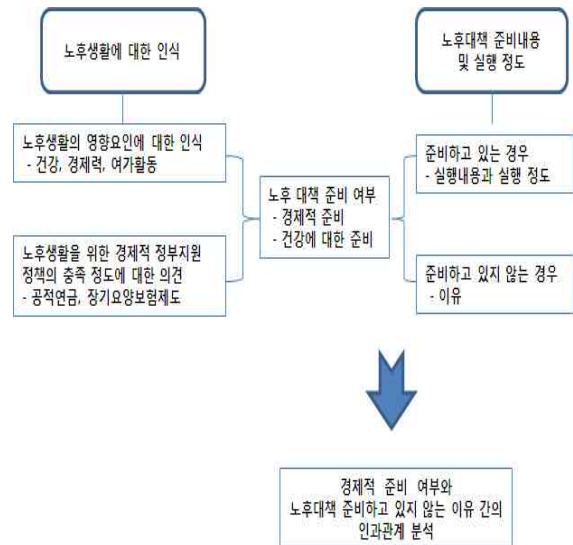 노후생활에 대한 인식
노후대책 준비내용
및 실행 정도
노후생활의 영향요인에 대한 인식
- 건강, 경제력, 여가활동
준비하고 있는 경우
- 실행내용과 실행 정도
노후 대책 준비 여부
- 경제적 준비
- 건강에 대한 준비
노후생활을 위한 경제적 정부지원
정책의 충족 정도에 대한 의견
- 공적연금, 장기요양보험제도
준비하고 있지 않는 경우
- 이유
경제적 준비 여부와
노후대책 준비하고 있지 않는 이유 간의
인과관계 분석